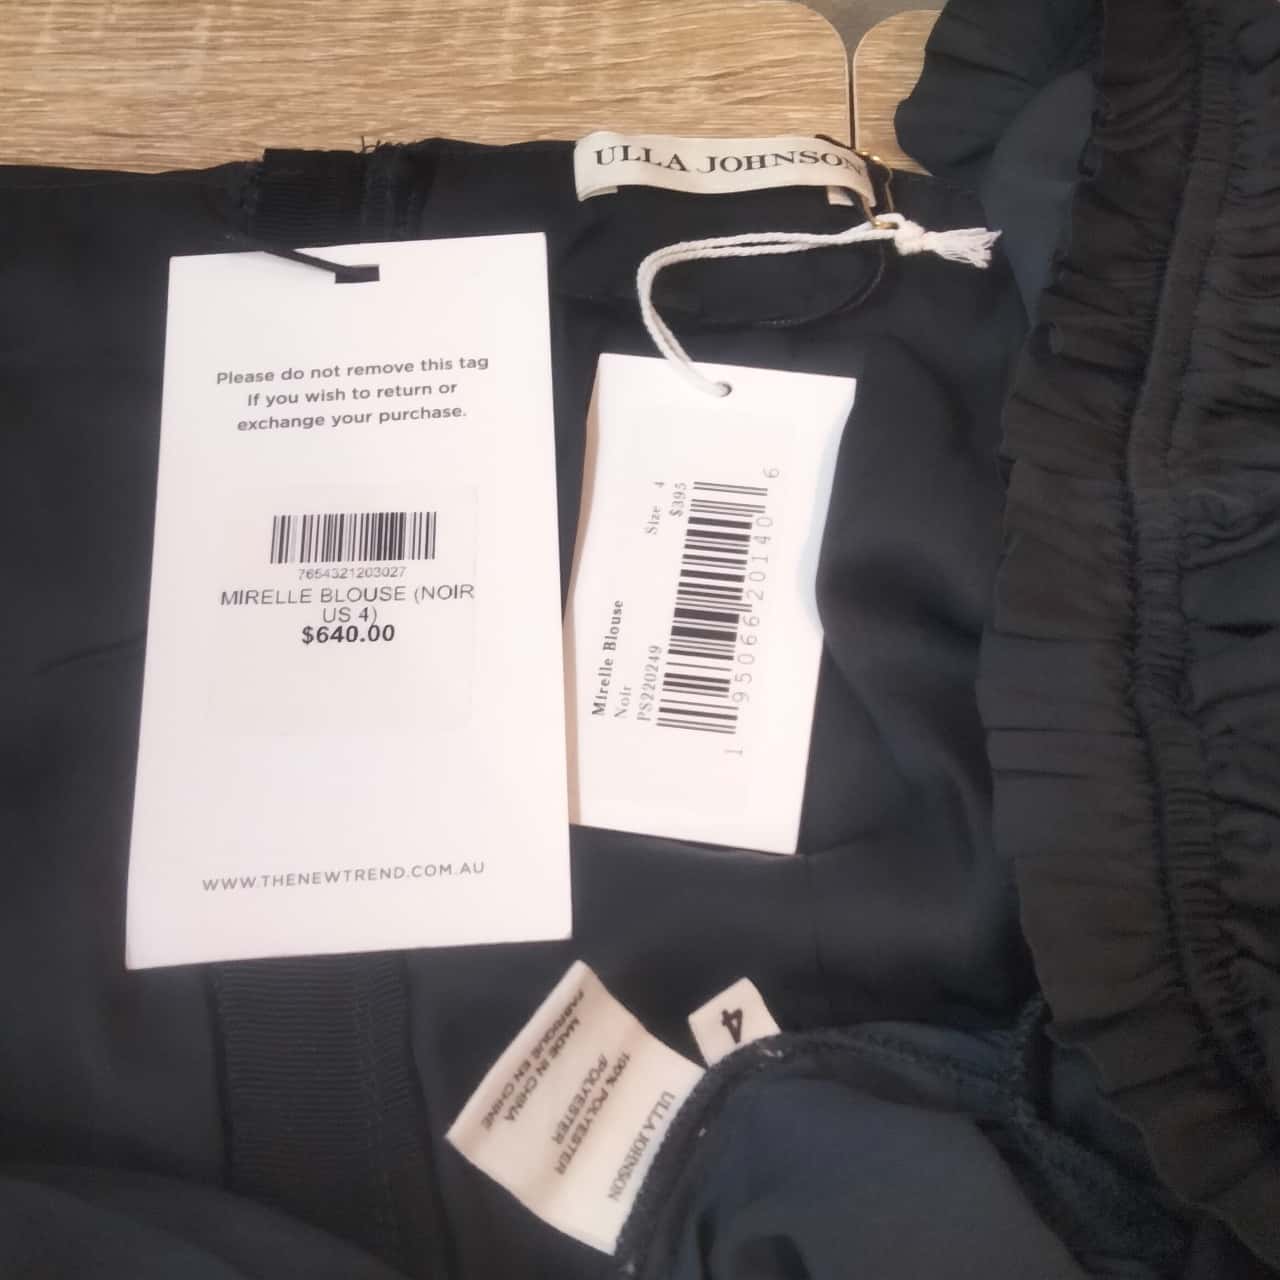 ULLA JOHNSON
Please do not remove this tag
If you wish to return or
exchange your purchase.
7654321203027
MIRELLE BLOUSE (NOIR
US 4)
$640.00
WWW.THENEWTREND.COM.AU
Mirelle Blouse
Noir
PS220249
Size 4
$395
1 95066 20140 6
4
ULLA JOHNSON
100% POLYESTER
/POLYESTER
MADE IN CHINA
FABRIQUE EN CHINE